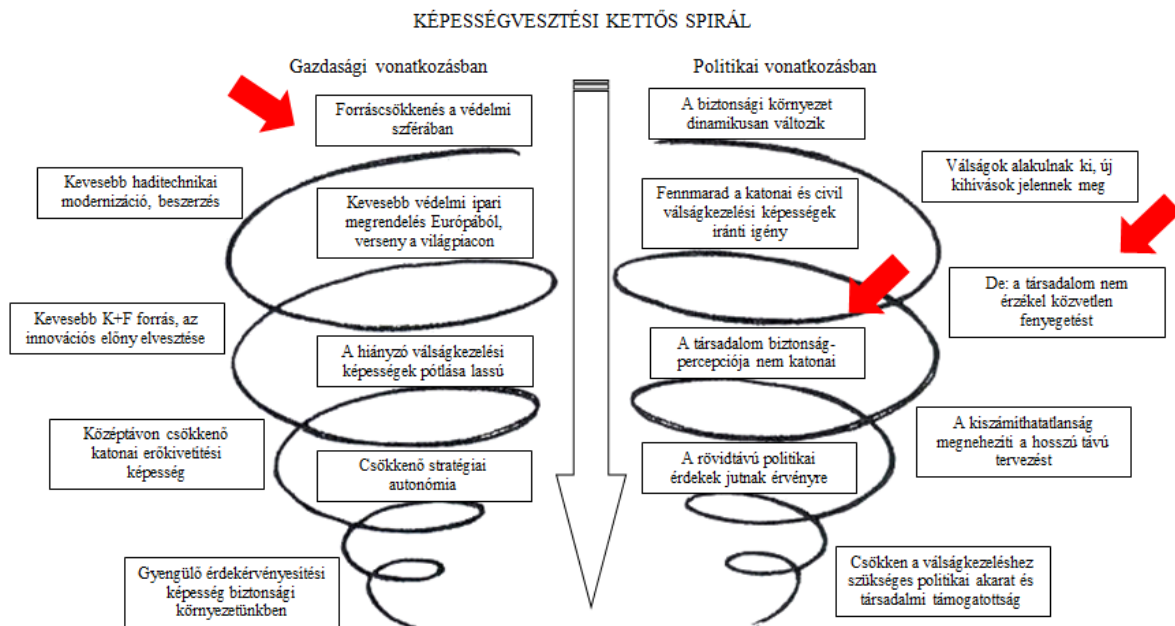 KÉPESSÉGVESZTÉSI KETTŐS SPIRÁL
Gazdasági vonatkozásban
Forráscsökkenés a védelmi
szférában
Kevesebb haditechnikai
modernizáció, beszerzés
Kevesebb védelmi ipari
megrendelés Európából,
verseny a világpiacon
Kevesebb K+F forrás, az
innovációs előny elvesztése
A hiányzó válságkezelési
képességek pótlása lassú
Középtávon csökkenő
katonai erőkivetítési
képesség
Csökkenő stratégiai
autonómia
Gyengülő érdekérvényesítési
képesség biztonsági
környezetünkben
Politikai vonatkozásban
A biztonsági környezet
dinamikusan változik
Válságok alakulnak ki, új
kihívások jelennek meg
Fennmarad a katonai és civil
válságkezelési képességek
iránti igény
De: a társadalom nem
érzékel közvetlen
fenyegetést
A társadalom biztonság-
percepciója nem katonai
A kiszámíthatatlanság
megnehezíti a hosszú távú
tervezést
A rövidtávú politikai
érdekek jutnak érvényre
Csökken a válságkezeléshez
szükséges politikai akarat és
társadalmi támogatottság